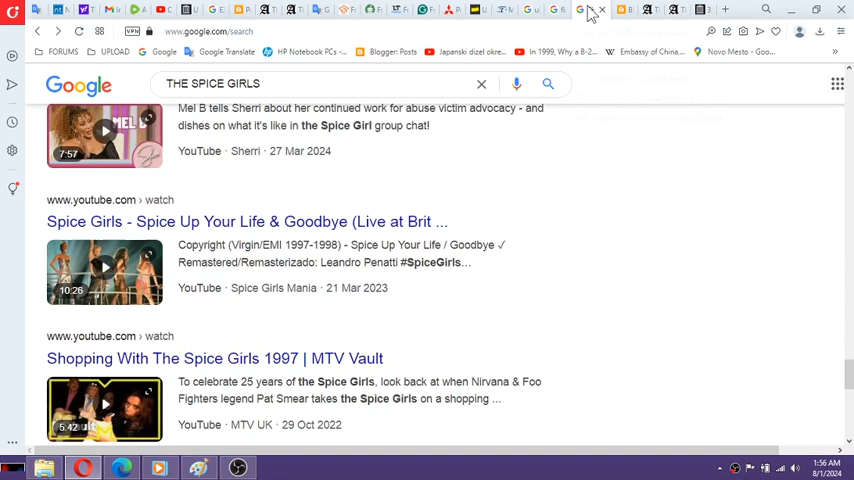 VPN www.google.com/search
FORUMS UPLOAD Google Google Translate HP Notebook PC -... Blogger: Posts Japanski dizel okre... In 1999, Why a B-2... Embassy of China,... Novo Mesto - Goo...
Google THE SPICE GIRLS
Mel B tells Sherri about her continued work for abuse victim advocacy - and
dishes on what it's like in the Spice Girl group chat!
YouTube · Sherri · 27 Mar 2024
MEL B
7:57
www.youtube.com › watch
Spice Girls - Spice Up Your Life & Goodbye (Live at Brit ...
Copyright (Virgin/EMI 1997-1998) - Spice Up Your Life / Goodbye ✓
Remastered/Remasterizado: Leandro Penatti #SpiceGirls...
YouTube · Spice Girls Mania · 21 Mar 2023
10:26
www.youtube.com › watch
Shopping With The Spice Girls 1997 | MTV Vault
To celebrate 25 years of the Spice Girls, look back at when Nirvana & Foo
Fighters legend Pat Smear takes the Spice Girls on a shopping ...
YouTube · MTV UK · 29 Oct 2022
5:42
1:56 AM
8/1/2024